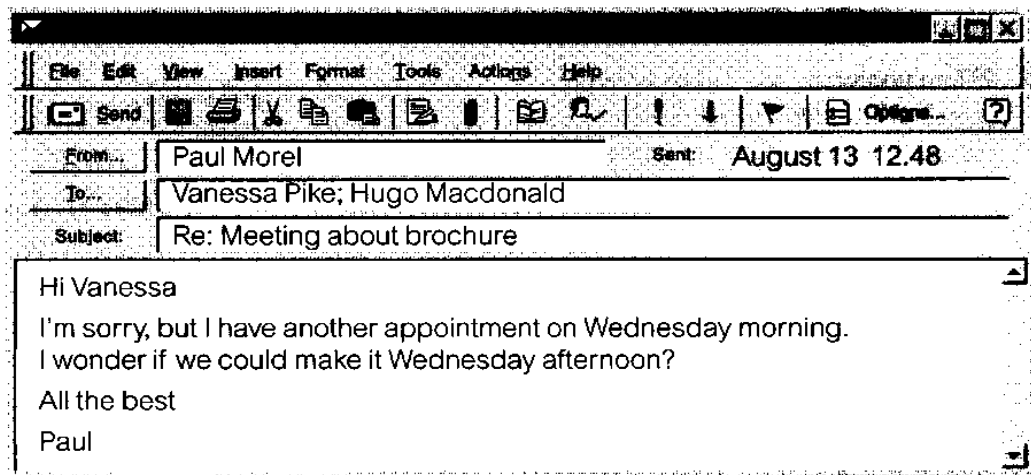 File Edit View Insert Format Tools Actions Help
Send Options...
From... Paul Morel Sent: August 13 12.48
To... Vanessa Pike; Hugo Macdonald
Subject: Re: Meeting about brochure
Hi Vanessa
I'm sorry, but I have another appointment on Wednesday morning.
I wonder if we could make it Wednesday afternoon?
All the best
Paul